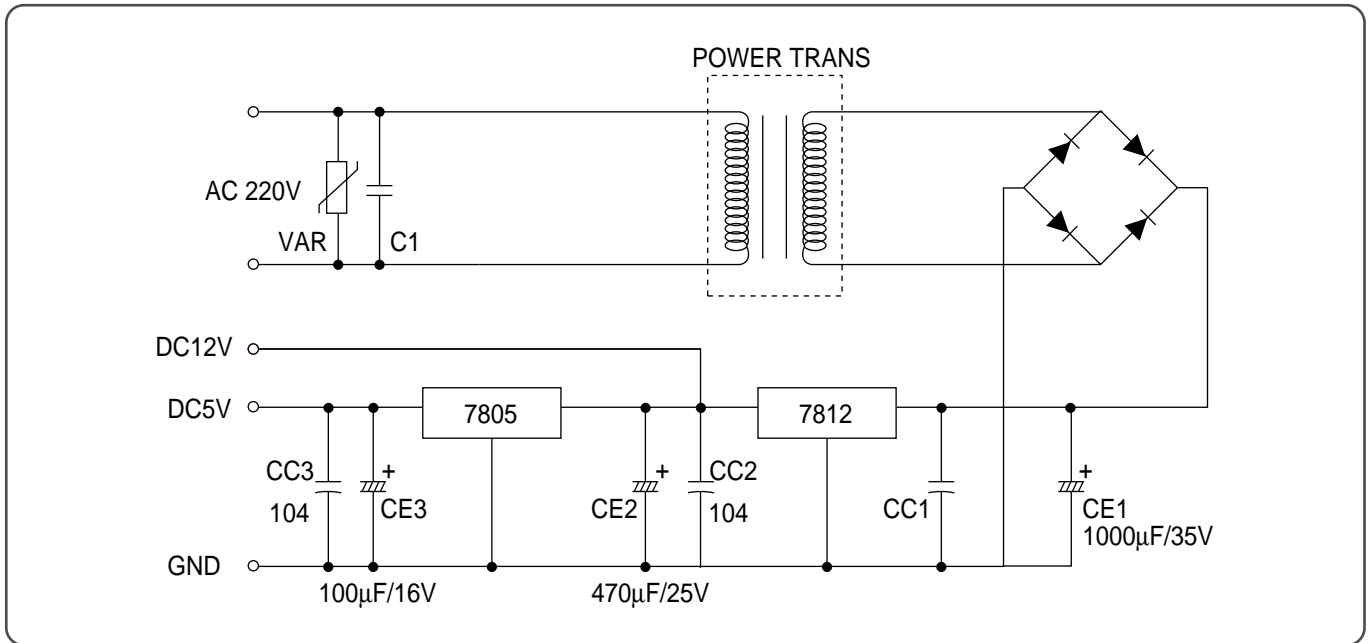 POWER TRANS
AC 220V
VAR
C1
DC12V
DC5V
7805
7812
CC3
104
+
CE3
+
CE2
CC2
104
CC1
+
CE1
1000μF/35V
GND
100μF/16V
470μF/25V